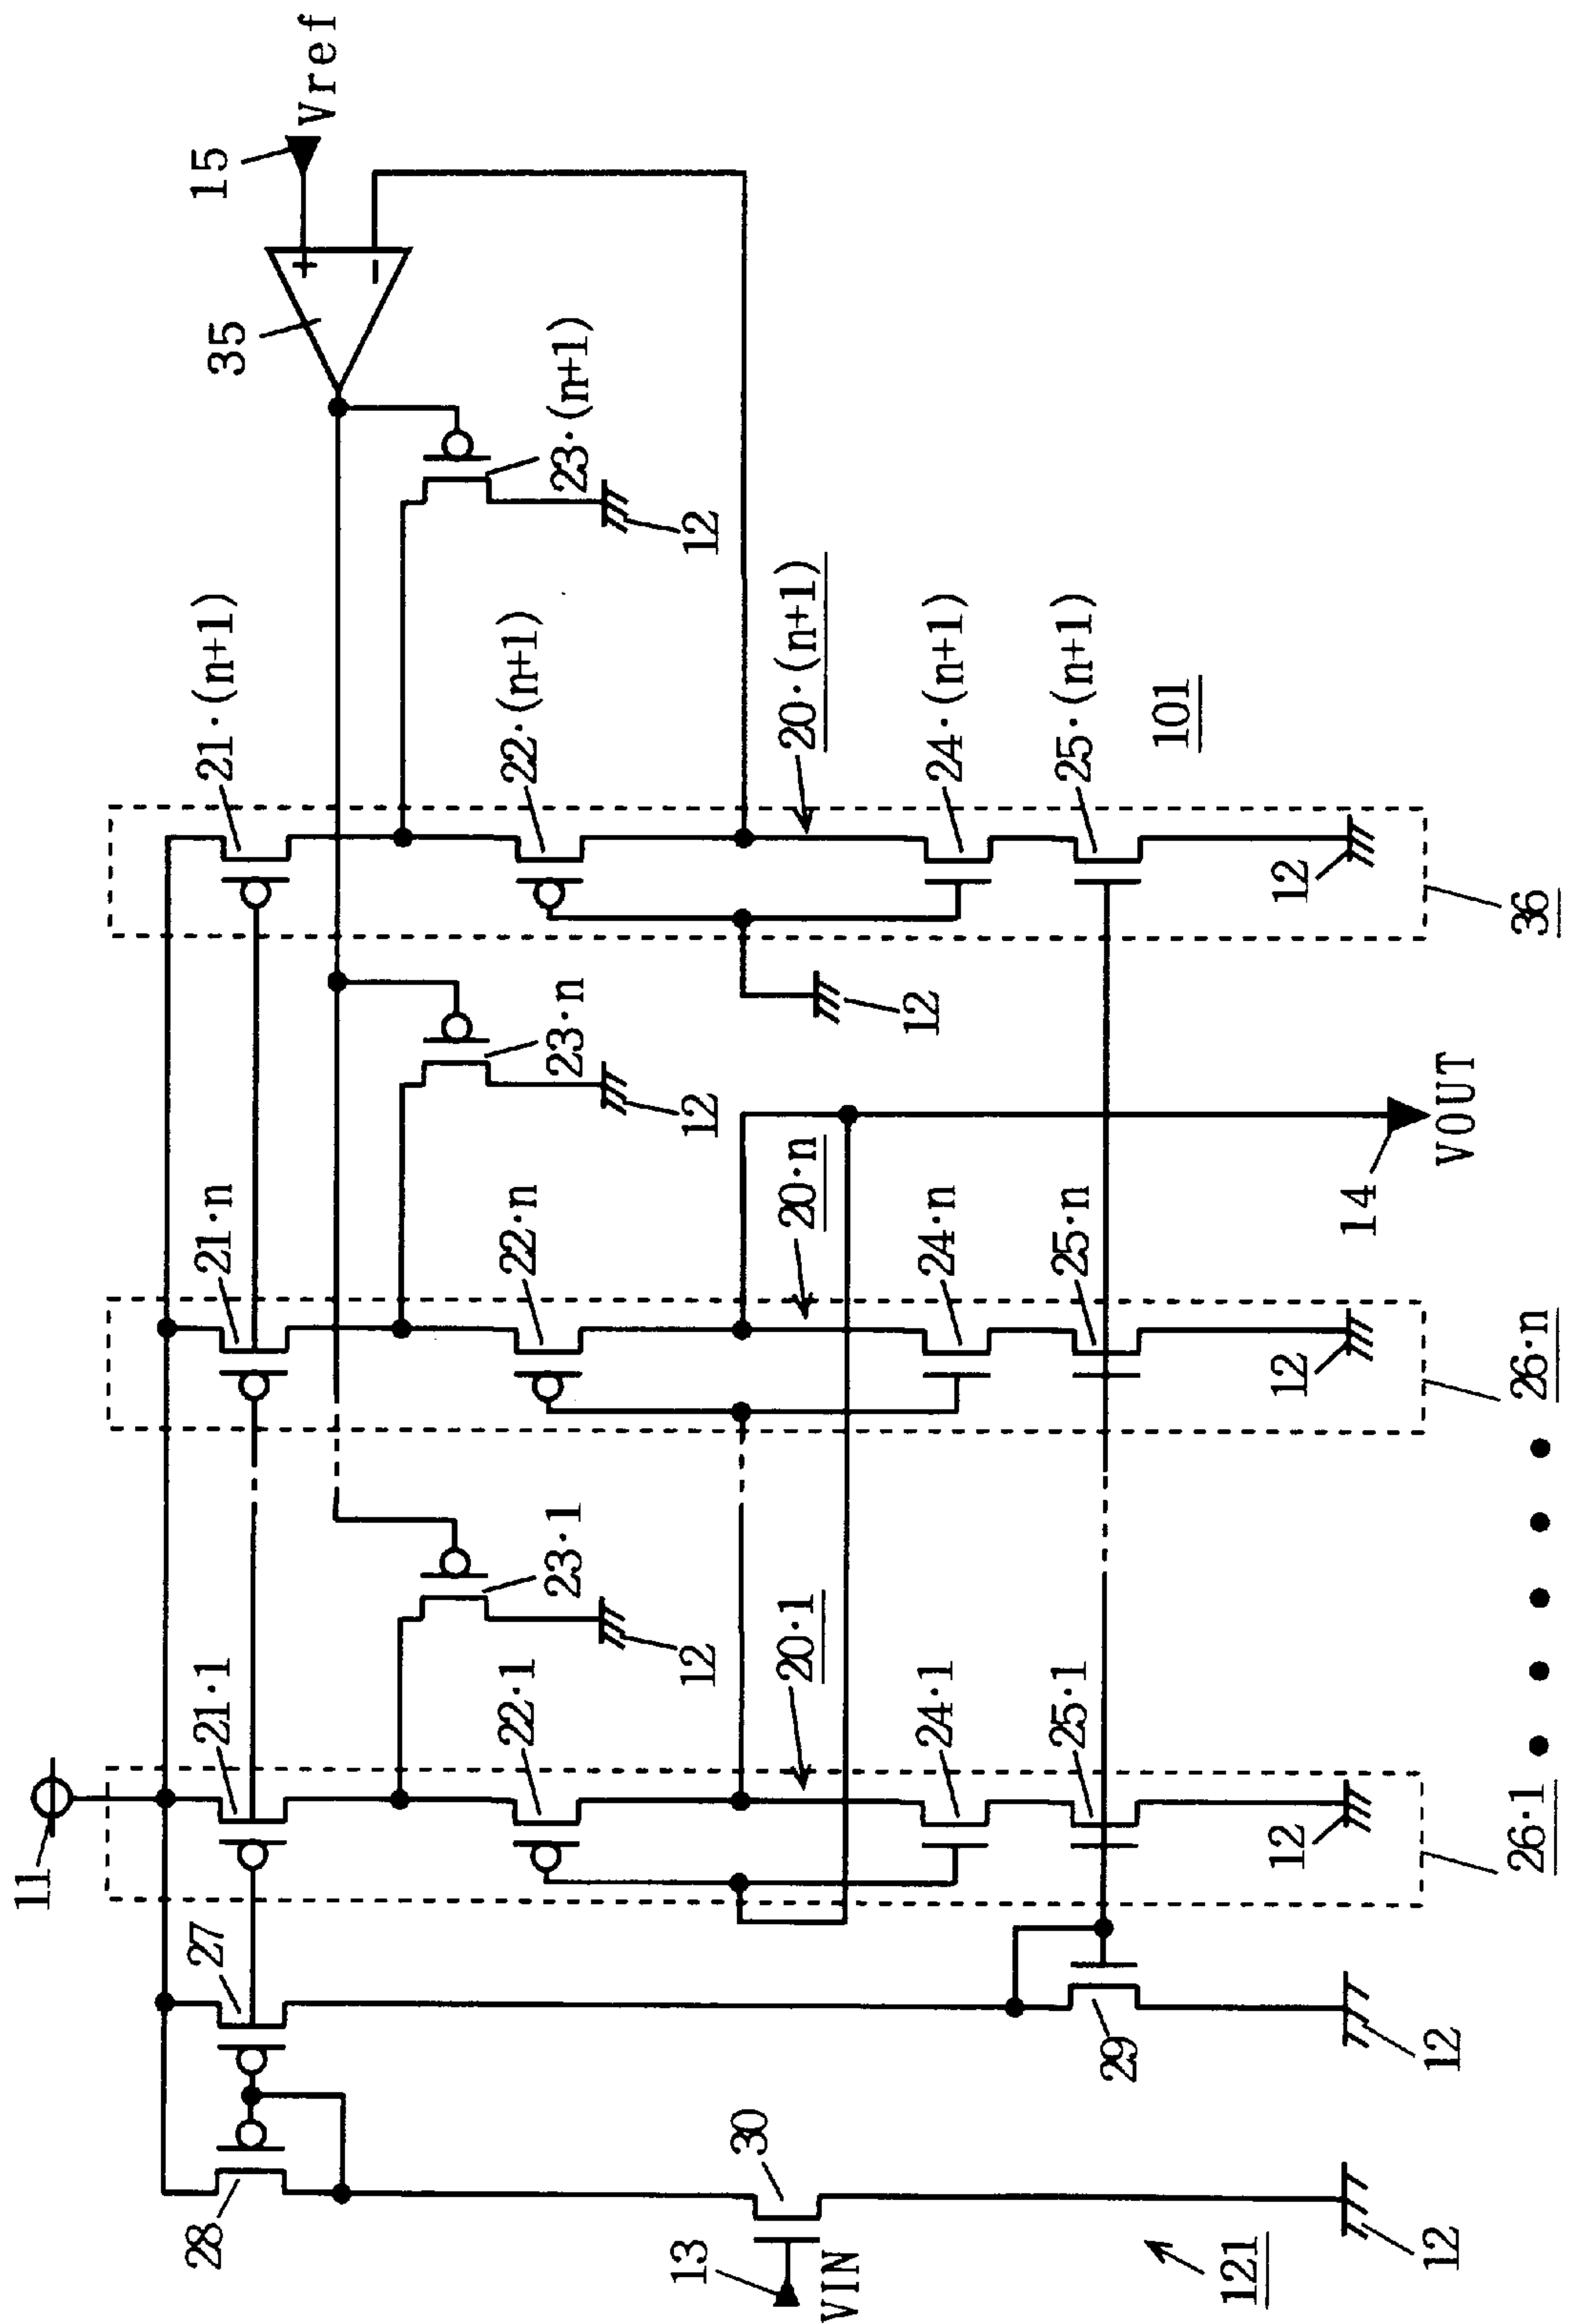 11
28
27
21·1
21·n
21·(n+1)
35
15
Vref
22·1
23·1
22·n
23·n
22·(n+1)
23·(n+1)
12
12
12
13
VIN
30
20·1
20·n
20·(n+1)
12
24·1
24·n
24·(n+1)
29
25·1
25·n
25·(n+1)
101
121
12
12
12
12
12
14
VOUT
26·1
26·n
36